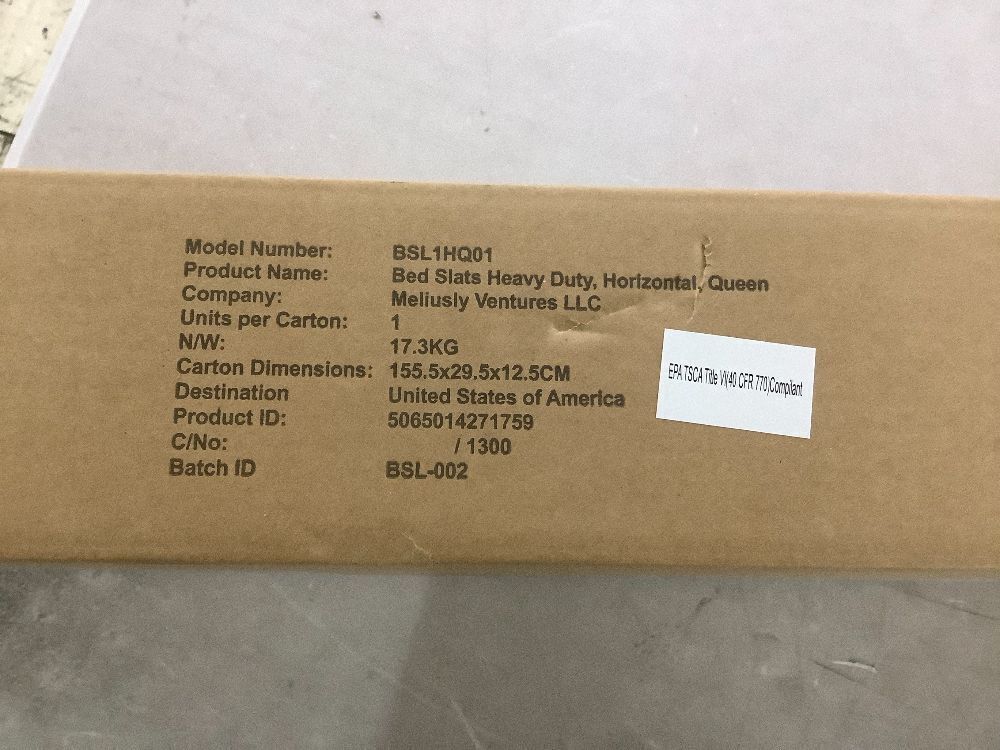 Model Number: BSL1HQ01
Product Name: Bed Slats Heavy Duty, Horizontal, Queen
Company: Meliusly Ventures LLC
Units per Carton: 1
N/W: 17.3KG
Carton Dimensions: 155.5x29.5x12.5CM
Destination United States of America
Product ID: 5065014271759
C/No: / 1300
Batch ID BSL-002
EPA TSCA Title VI(40 CFR 770)Compliant